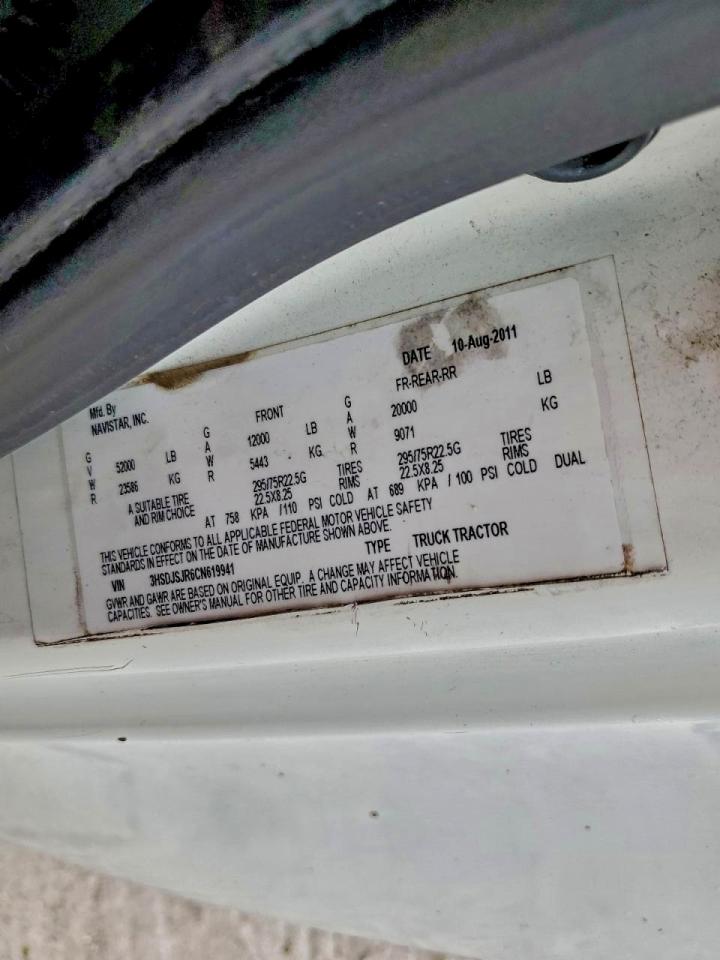 DATE 10-Aug-2011
Mfd. By
NAVISTAR, INC.
FRONT FR-REAR-RR
G G G
V 52000 LB A 12000 LB A 20000 LB
W 23586 KG W 5443 KG W 9071 KG
R R R
A SUITABLE TIRE 295/75R22.5G TIRES 295/75R22.5G TIRES
AND RIM CHOICE 22.5X8.25 RIMS 22.5X8.25 RIMS
AT 758 KPA /110 PSI COLD AT 689 KPA / 100 PSI COLD DUAL
THIS VEHICLE CONFORMS TO ALL APPLICABLE FEDERAL MOTOR VEHICLE SAFETY
STANDARDS IN EFFECT ON THE DATE OF MANUFACTURE SHOWN ABOVE.
VIN 3HSDJSJR6CN619941 TYPE TRUCK TRACTOR
GVWR AND GAWR ARE BASED ON ORIGINAL EQUIP. A CHANGE MAY AFFECT VEHICLE
CAPACITIES. SEE OWNER'S MANUAL FOR OTHER TIRE AND CAPACITY INFORMATION.